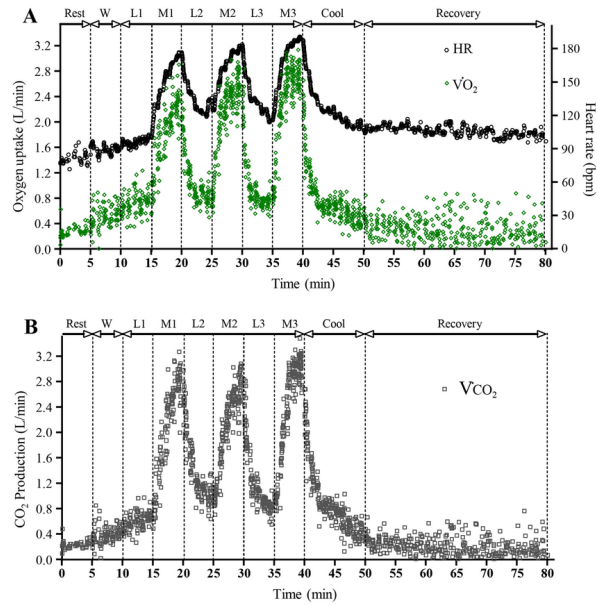 A
Rest W L1 M1 L2 M2 L3 M3 Cool Recovery
Oxygen uptake (L/min)
3.2
2.8
2.4
2.0
1.6
1.2
0.8
0.4
0.0
HR
V̇O₂
180
150
120
90
60
30
0
Heart rate (bpm)
0 5 10 15 20 25 30 35 40 45 50 55 60 65 70 75 80
Time (min)
B
Rest W L1 M1 L2 M2 L3 M3 Cool Recovery
CO₂ Production (L/min)
3.2
2.8
2.4
2.0
1.6
1.2
0.8
0.4
0.0
V̇CO₂
0 5 10 15 20 25 30 35 40 45 50 55 60 65 70 75 80
Time (min)